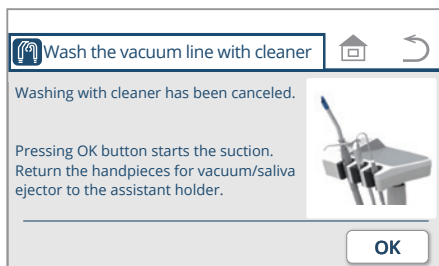 Wash the vacuum line with cleaner
Washing with cleaner has been canceled.
Pressing OK button starts the suction.
Return the handpieces for vacuum/saliva
ejector to the assistant holder.
OK